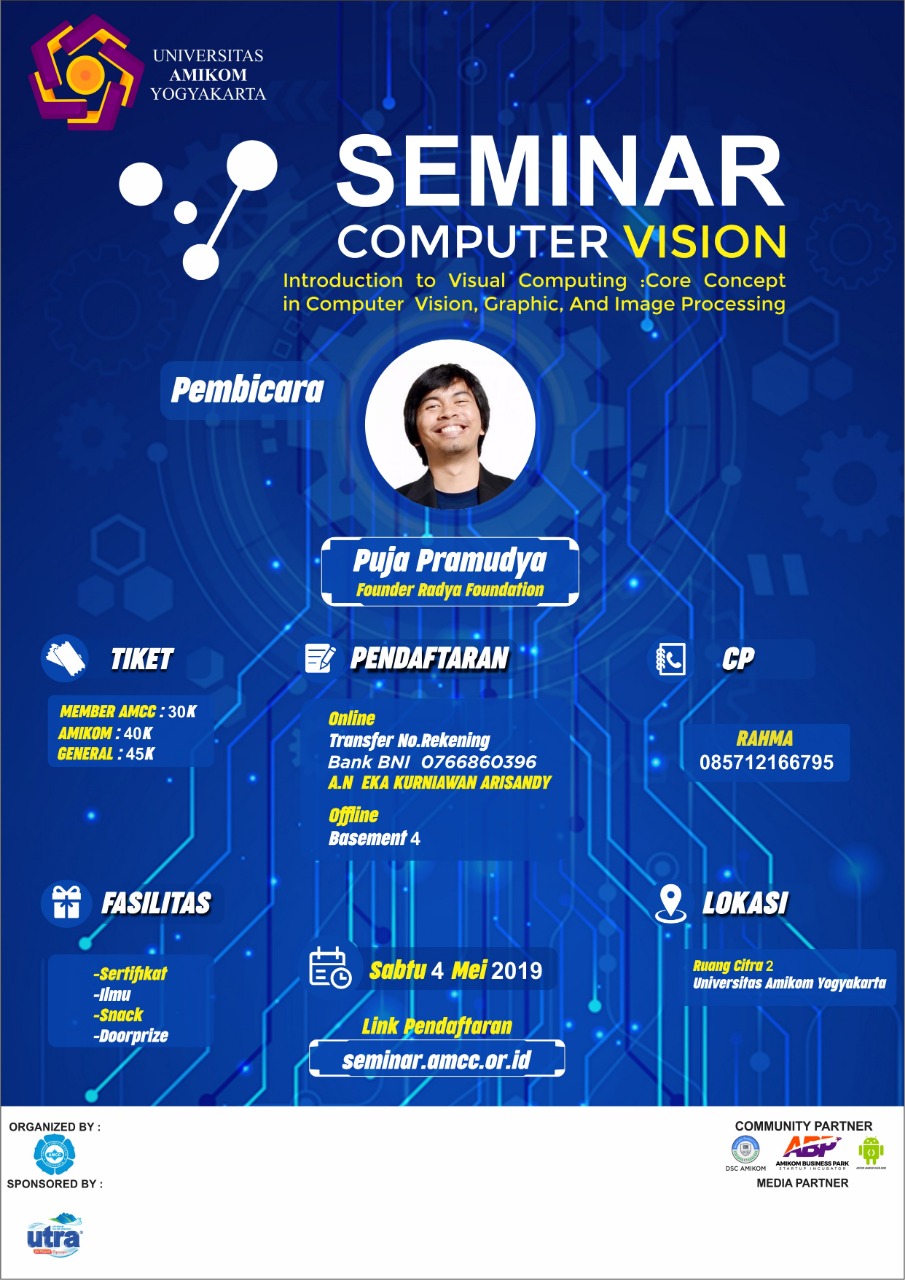 UNIVERSITAS
AMIKOM
YOGYAKARTA
SEMINAR
COMPUTER VISION
Introduction to Visual Computing :Core Concept
in Computer Vision, Graphic, And Image Processing
Pembicara
Puja Pramudya
Founder Radya Foundation
TIKET
MEMBER AMCC : 30K
AMIKOM : 40K
GENERAL : 45K
PENDAFTARAN
Online
Transfer No.Rekening
Bank BNI 0766860396
A.N EKA KURNIAWAN ARISANDY
Offline
Basement 4
CP
RAHMA
085712166795
FASILITAS
-Sertifikat
-Ilmu
-Snack
-Doorprize
Sabtu 4 Mei 2019
Link Pendaftaran
seminar.amcc.or.id
LOKASI
Ruang Citra 2
Universitas Amikom Yogyakarta
ORGANIZED BY :
AMCC
SPONSORED BY :
utra
COMMUNITY PARTNER
DSC AMIKOM
ABP
AMIKOM BUSINESS PARK
STARTUP INCUBATOR
MEDIA PARTNER